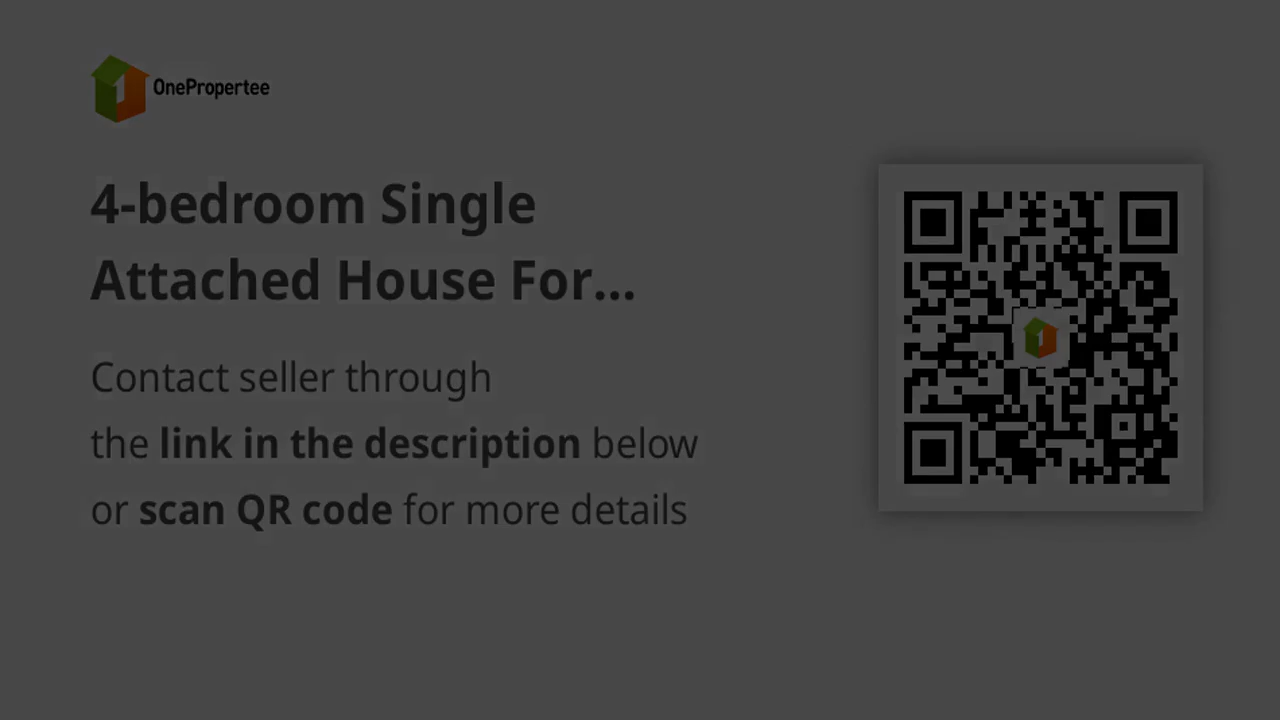 OnePropertee
4-bedroom Single
Attached House For...
Contact seller through
the link in the description below
or scan QR code for more details